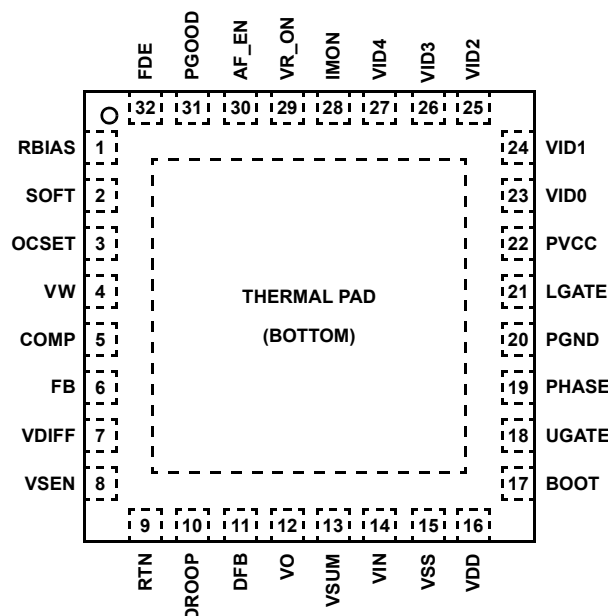 FDE PGOOD AF_EN VR_ON IMON VID4 VID3 VID2
32 31 30 29 28 27 26 25
RBIAS 1 24 VID1
SOFT 2 23 VID0
OCSET 3 22 PVCC
VW 4 21 LGATE
THERMAL PAD
(BOTTOM)
COMP 5 20 PGND
FB 6 19 PHASE
VDIFF 7 18 UGATE
VSEN 8 17 BOOT
9 10 11 12 13 14 15 16
RTN DROOP DFB VO VSUM VIN VSS VDD